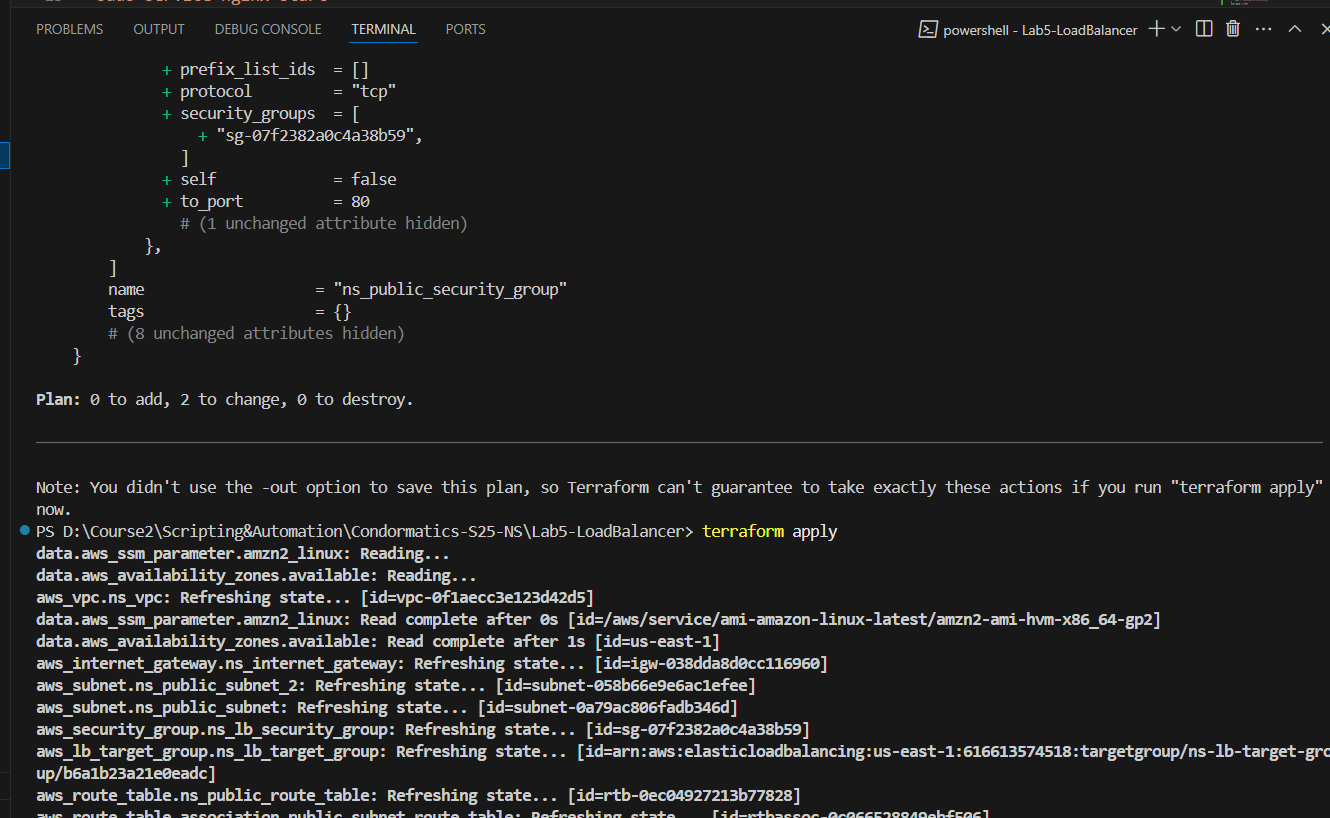 PROBLEMS OUTPUT DEBUG CONSOLE TERMINAL PORTS powershell - Lab5-LoadBalancer
+ prefix_list_ids = []
+ protocol = "tcp"
+ security_groups = [
+ "sg-07f2382a0c4a38b59",
]
+ self = false
+ to_port = 80
# (1 unchanged attribute hidden)
},
]
name = "ns_public_security_group"
tags = {}
# (8 unchanged attributes hidden)
}
Plan: 0 to add, 2 to change, 0 to destroy.
Note: You didn't use the -out option to save this plan, so Terraform can't guarantee to take exactly these actions if you run "terraform apply"
now.
PS D:\Course2\Scripting&Automation\Condormatics-S25-NS\Lab5-LoadBalancer> terraform apply
data.aws_ssm_parameter.amzn2_linux: Reading...
data.aws_availability_zones.available: Reading...
aws_vpc.ns_vpc: Refreshing state... [id=vpc-0f1aecc3e123d42d5]
data.aws_ssm_parameter.amzn2_linux: Read complete after 0s [id=/aws/service/ami-amazon-linux-latest/amzn2-ami-hvm-x86_64-gp2]
data.aws_availability_zones.available: Read complete after 1s [id=us-east-1]
aws_internet_gateway.ns_internet_gateway: Refreshing state... [id=igw-038dda8d0cc116960]
aws_subnet.ns_public_subnet_2: Refreshing state... [id=subnet-058b66e9e6ac1efee]
aws_subnet.ns_public_subnet: Refreshing state... [id=subnet-0a79ac806fadb346d]
aws_security_group.ns_lb_security_group: Refreshing state... [id=sg-07f2382a0c4a38b59]
aws_lb_target_group.ns_lb_target_group: Refreshing state... [id=arn:aws:elasticloadbalancing:us-east-1:616613574518:targetgroup/ns-lb-target-gro
up/b6a1b23a21e0eadc]
aws_route_table.ns_public_route_table: Refreshing state... [id=rtb-0ec04927213b77828]
aws_route_table_association.public_subnet_route_table: Refreshing state... [id=rtbassoc-0c066528849ebf506]